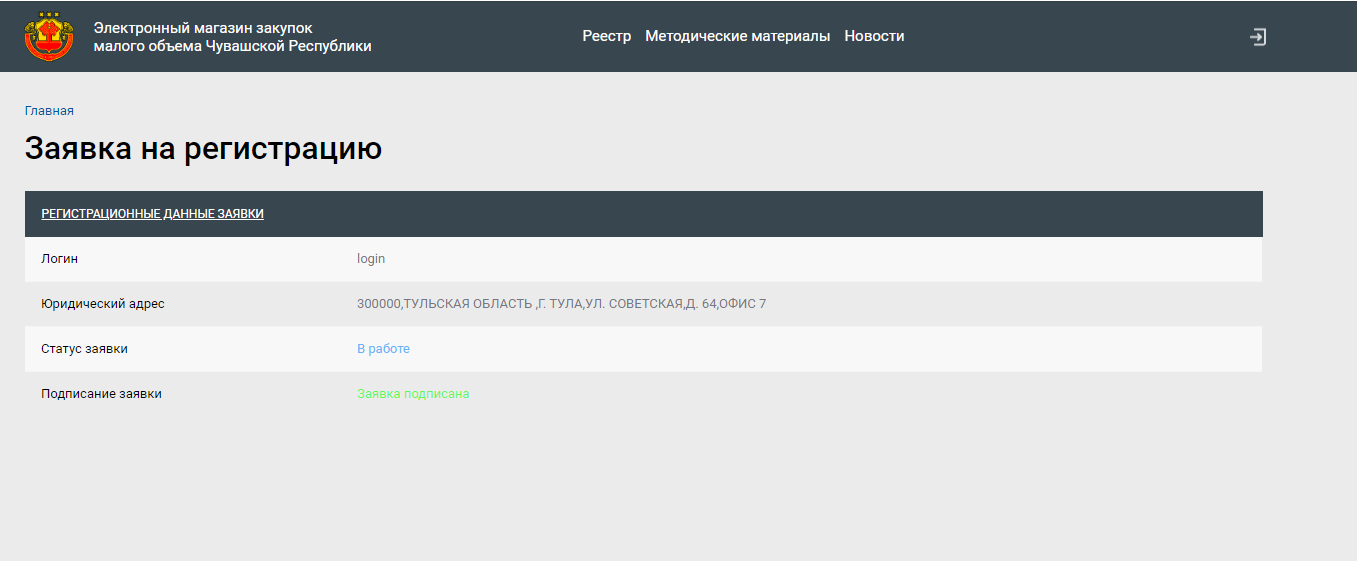 Электронный магазин закупок
малого объема Чувашской Республики
Реестр Методические материалы Новости
Главная
Заявка на регистрацию
РЕГИСТРАЦИОННЫЕ ДАННЫЕ ЗАЯВКИ
Логин login
Юридический адрес 300000,ТУЛЬСКАЯ ОБЛАСТЬ ,Г. ТУЛА,УЛ. СОВЕТСКАЯ,Д. 64,ОФИС 7
Статус заявки В работе
Подписание заявки Заявка подписана